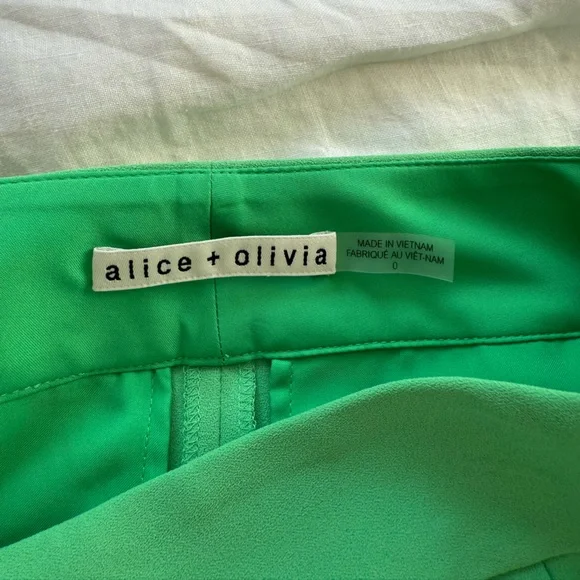 alice + olivia
MADE IN VIETNAM
FABRIQUÉ AU VIÊT-NAM
0